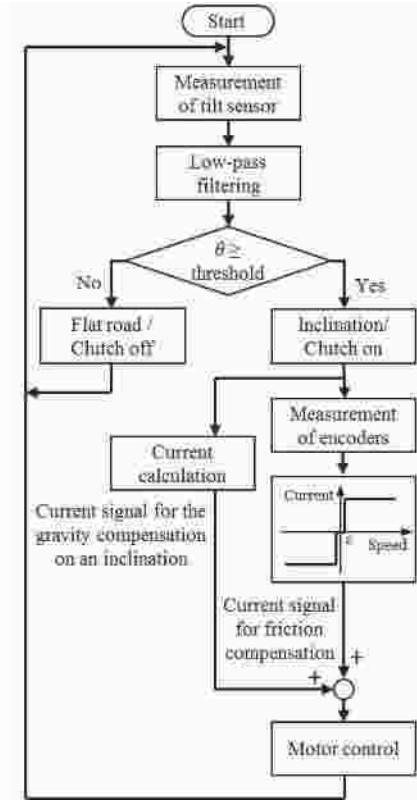 Start
Measurement
of tilt sensor
Low-pass
filtering
θ ≥
threshold
No
Yes
Flat road /
Clutch off
Inclination/
Clutch on
Measurement
of encoders
Current
calculation
Current
ε
Speed
Current signal for the
gravity compensation
on an inclination
Current signal
for friction
compensation
+
+
Motor control